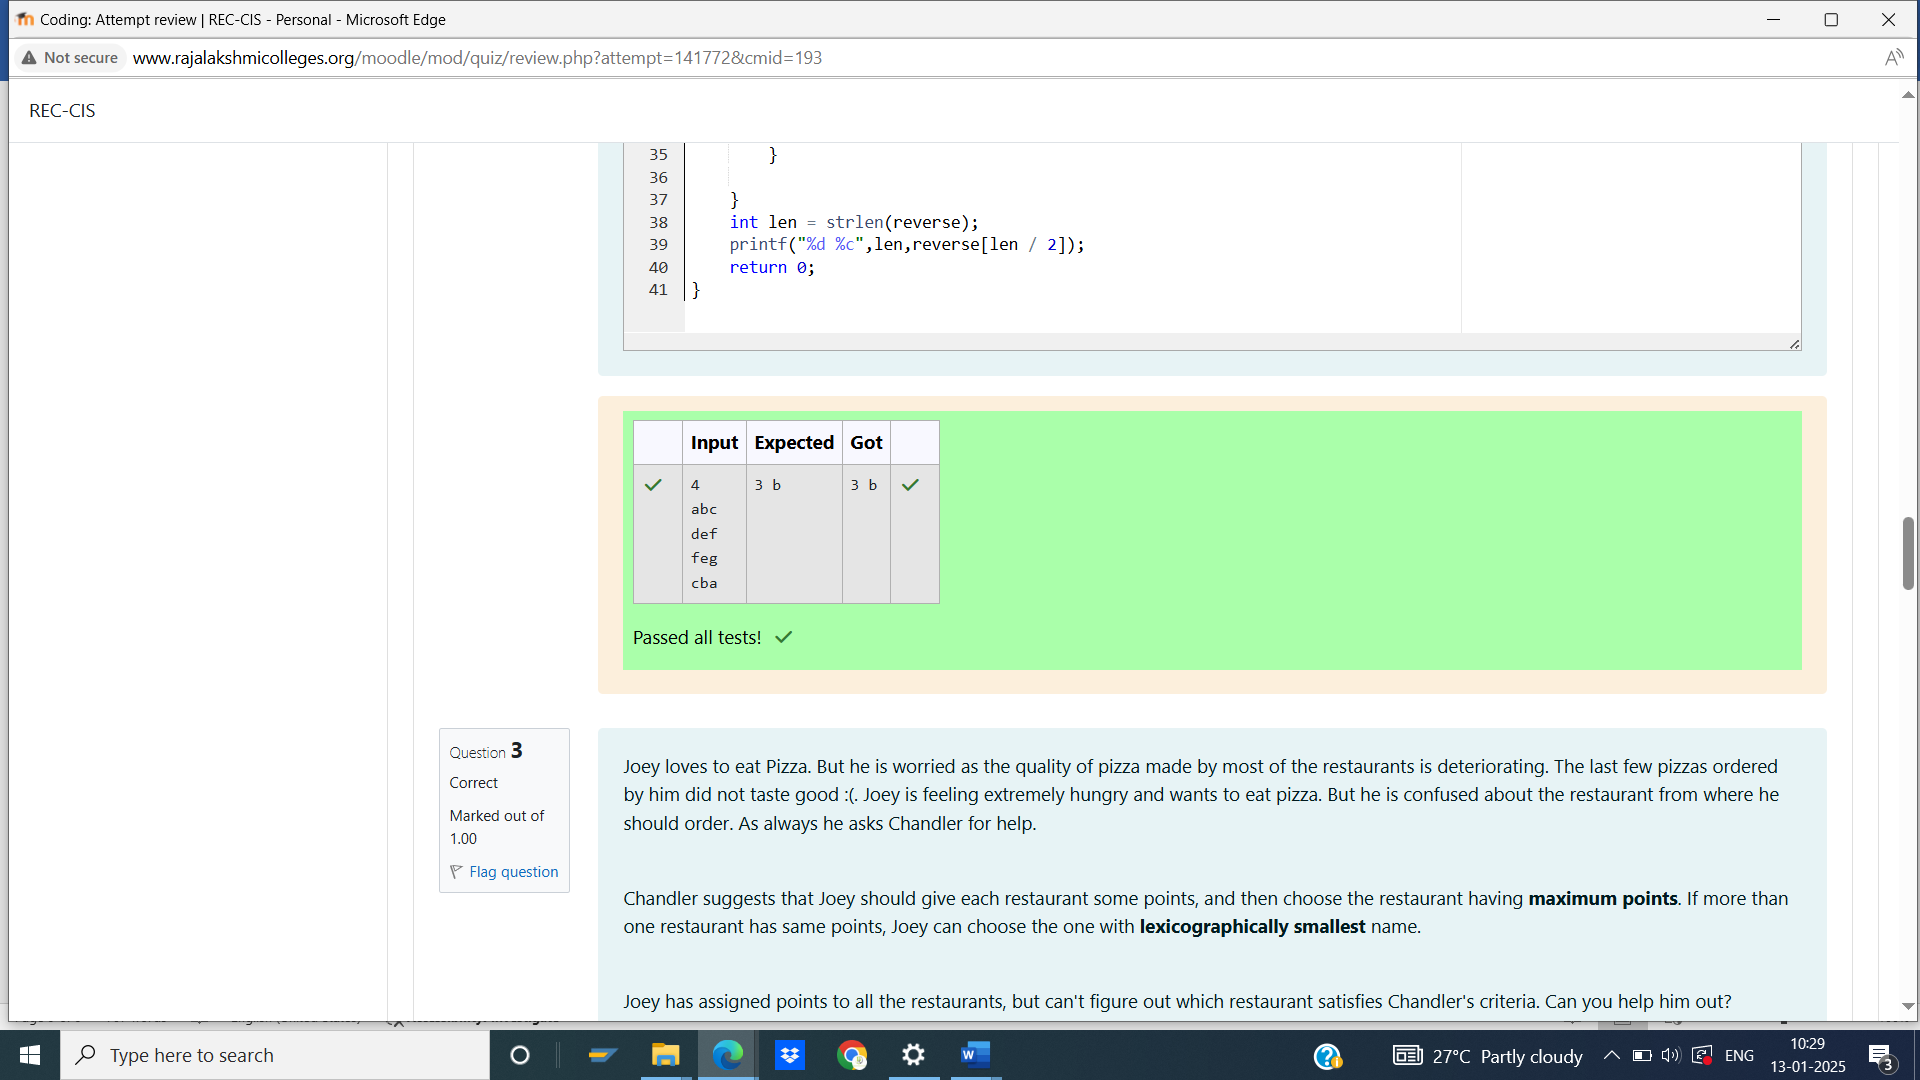 Coding: Attempt review | REC-CIS - Personal - Microsoft Edge
Not secure www.rajalakshmicolleges.org/moodle/mod/quiz/review.php?attempt=141772&cmid=193
REC-CIS
35 }
36
37 }
38 int len = strlen(reverse);
39 printf("%d %c",len,reverse[len / 2]);
40 return 0;
41 }
Input Expected Got
4 3 b 3 b
abc
def
feg
cba
Passed all tests!
Question 3
Correct
Marked out of
1.00
Flag question
Joey loves to eat Pizza. But he is worried as the quality of pizza made by most of the restaurants is deteriorating. The last few pizzas ordered
by him did not taste good :(. Joey is feeling extremely hungry and wants to eat pizza. But he is confused about the restaurant from where he
should order. As always he asks Chandler for help.
Chandler suggests that Joey should give each restaurant some points, and then choose the restaurant having maximum points. If more than
one restaurant has same points, Joey can choose the one with lexicographically smallest name.
Joey has assigned points to all the restaurants, but can't figure out which restaurant satisfies Chandler's criteria. Can you help him out?
Type here to search
27°C Partly cloudy
ENG
10:29
13-01-2025
3